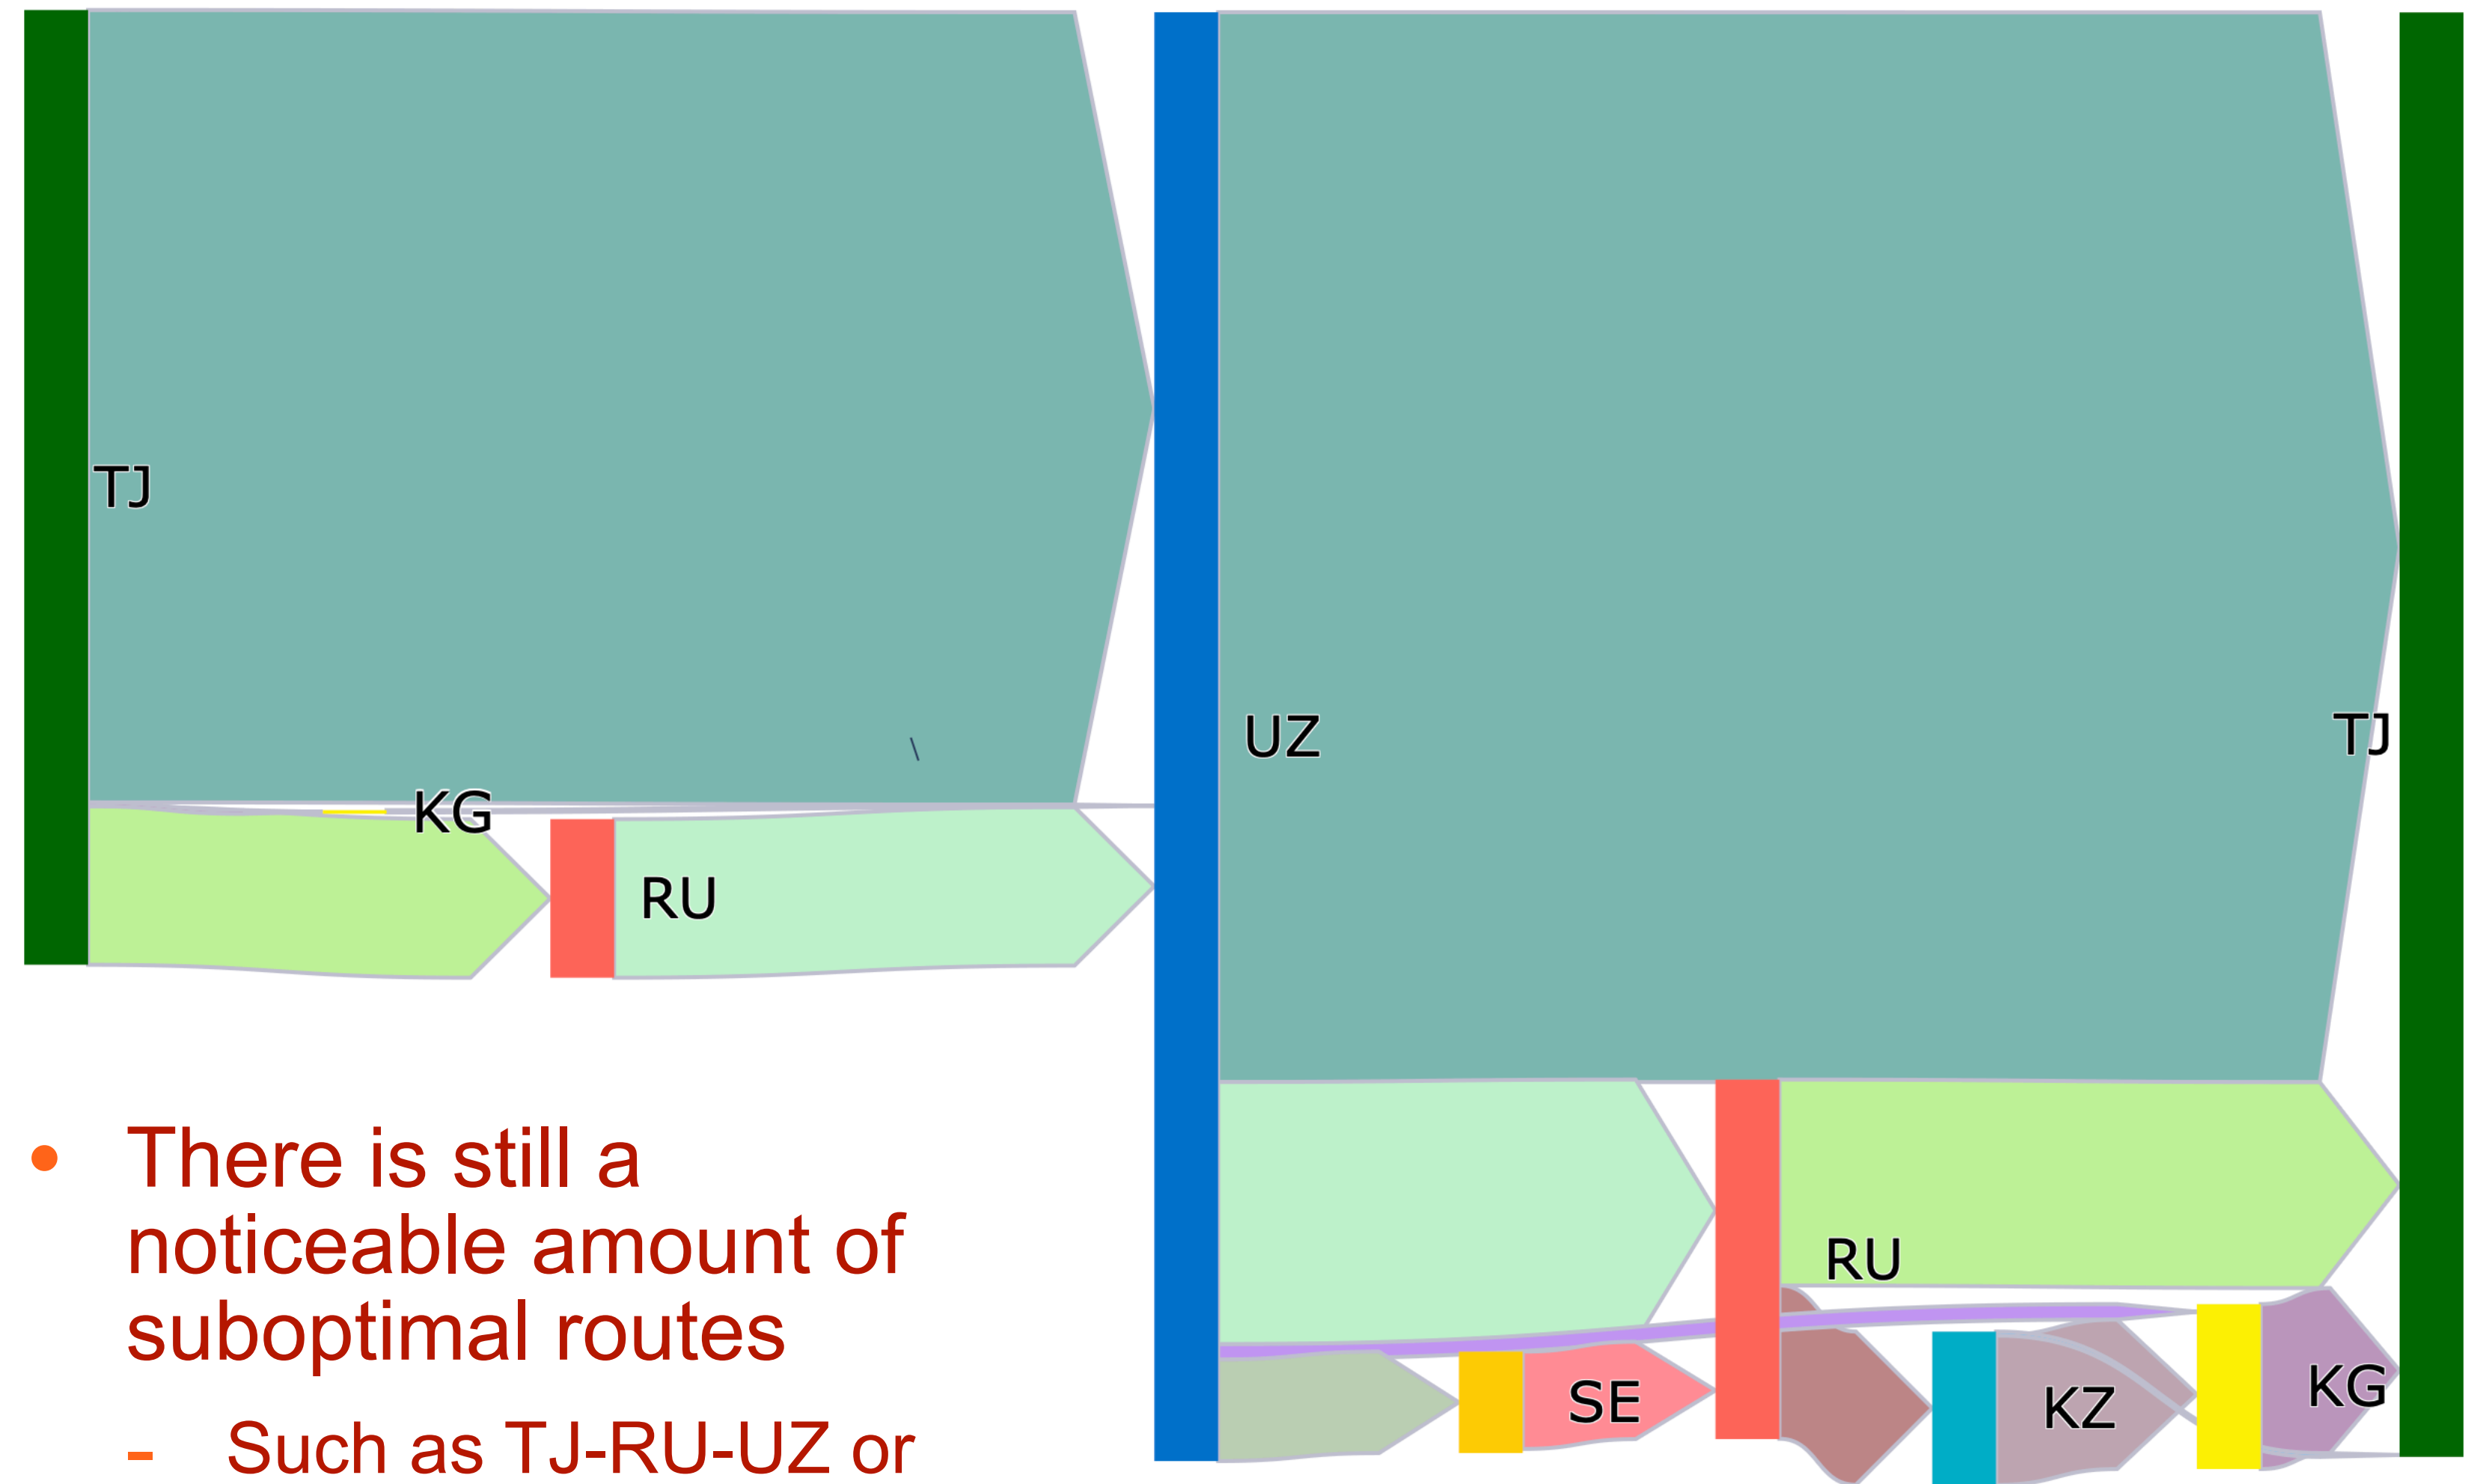 TJ
KG
RU
UZ
TJ
RU
SE
KZ
KG
There is still a
noticeable amount of
suboptimal routes
- Such as TJ-RU-UZ or